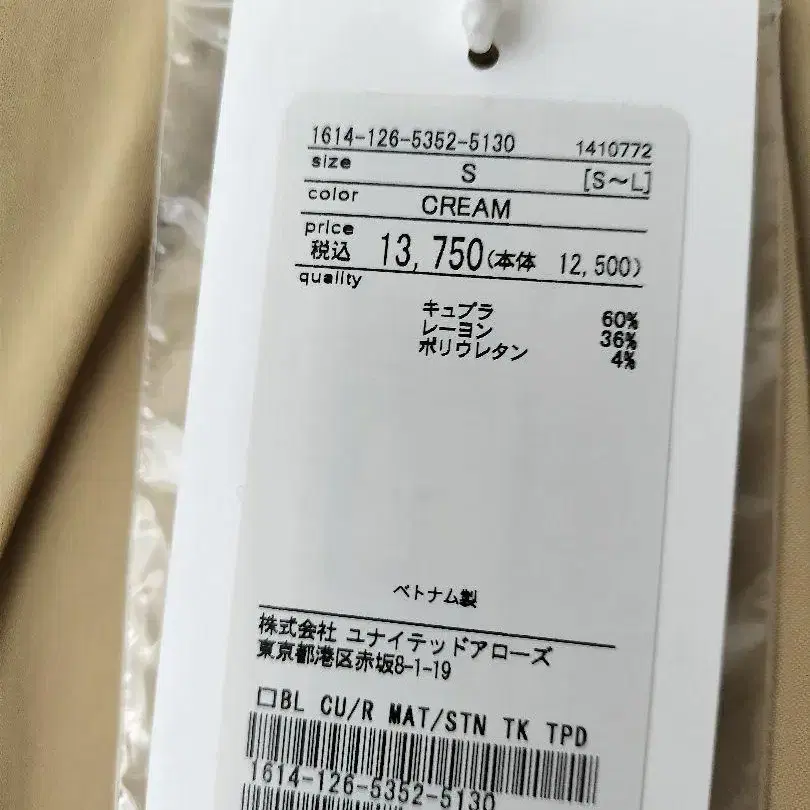 1614-126-5352-5130 1410772
size S [S~L]
color CREAM
price
税込 13,750(本体 12,500)
quality
キュプラ 60%
レーヨン 36%
ポリウレタン 4%
ベトナム製
株式会社 ユナイテッドアローズ
東京都港区赤坂8-1-19
□BL CU/R MAT/STN TK TPD
1614-126-5352-5130